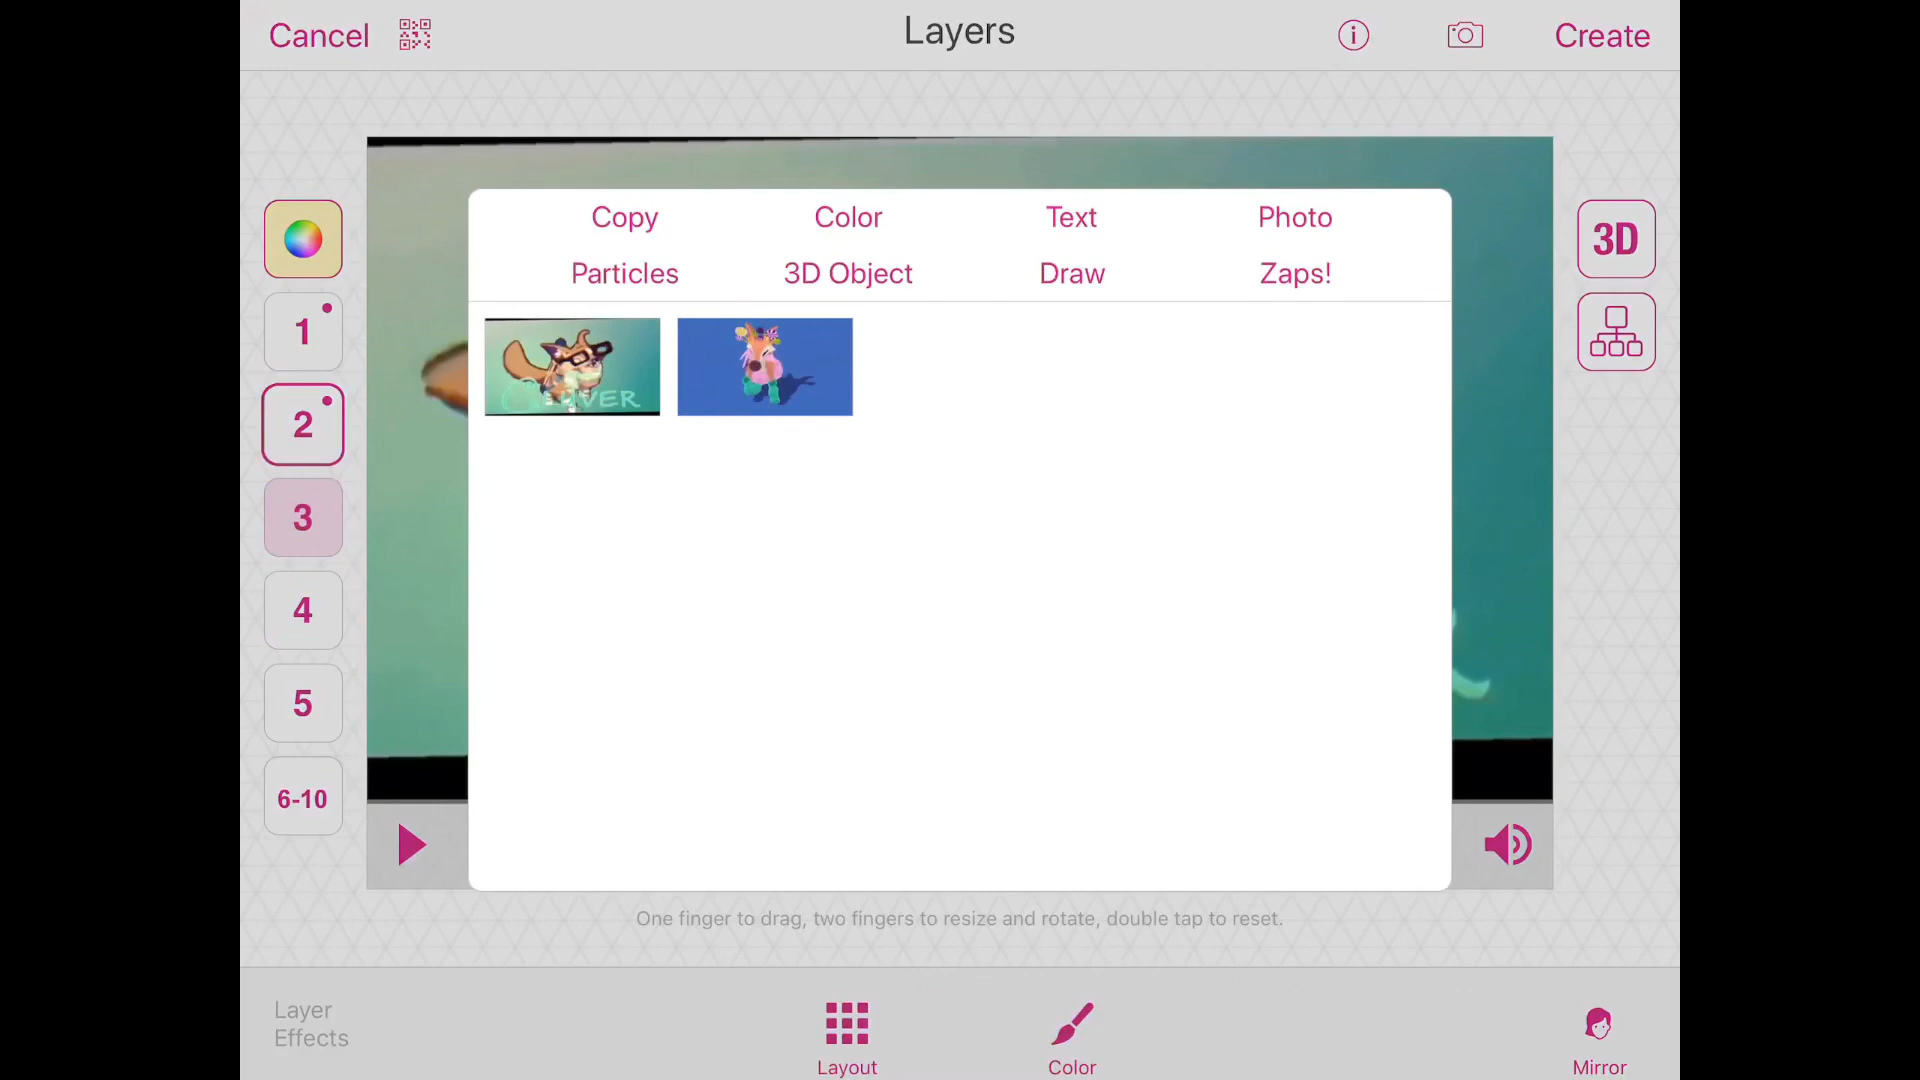 Cancel
Layers
Create
Copy
Color
Text
Photo
Particles
3D Object
Draw
Zaps!
1
2
3
4
5
6-10
3D
One finger to drag, two fingers to resize and rotate, double tap to reset.
Layer
Effects
Layout
Color
Mirror